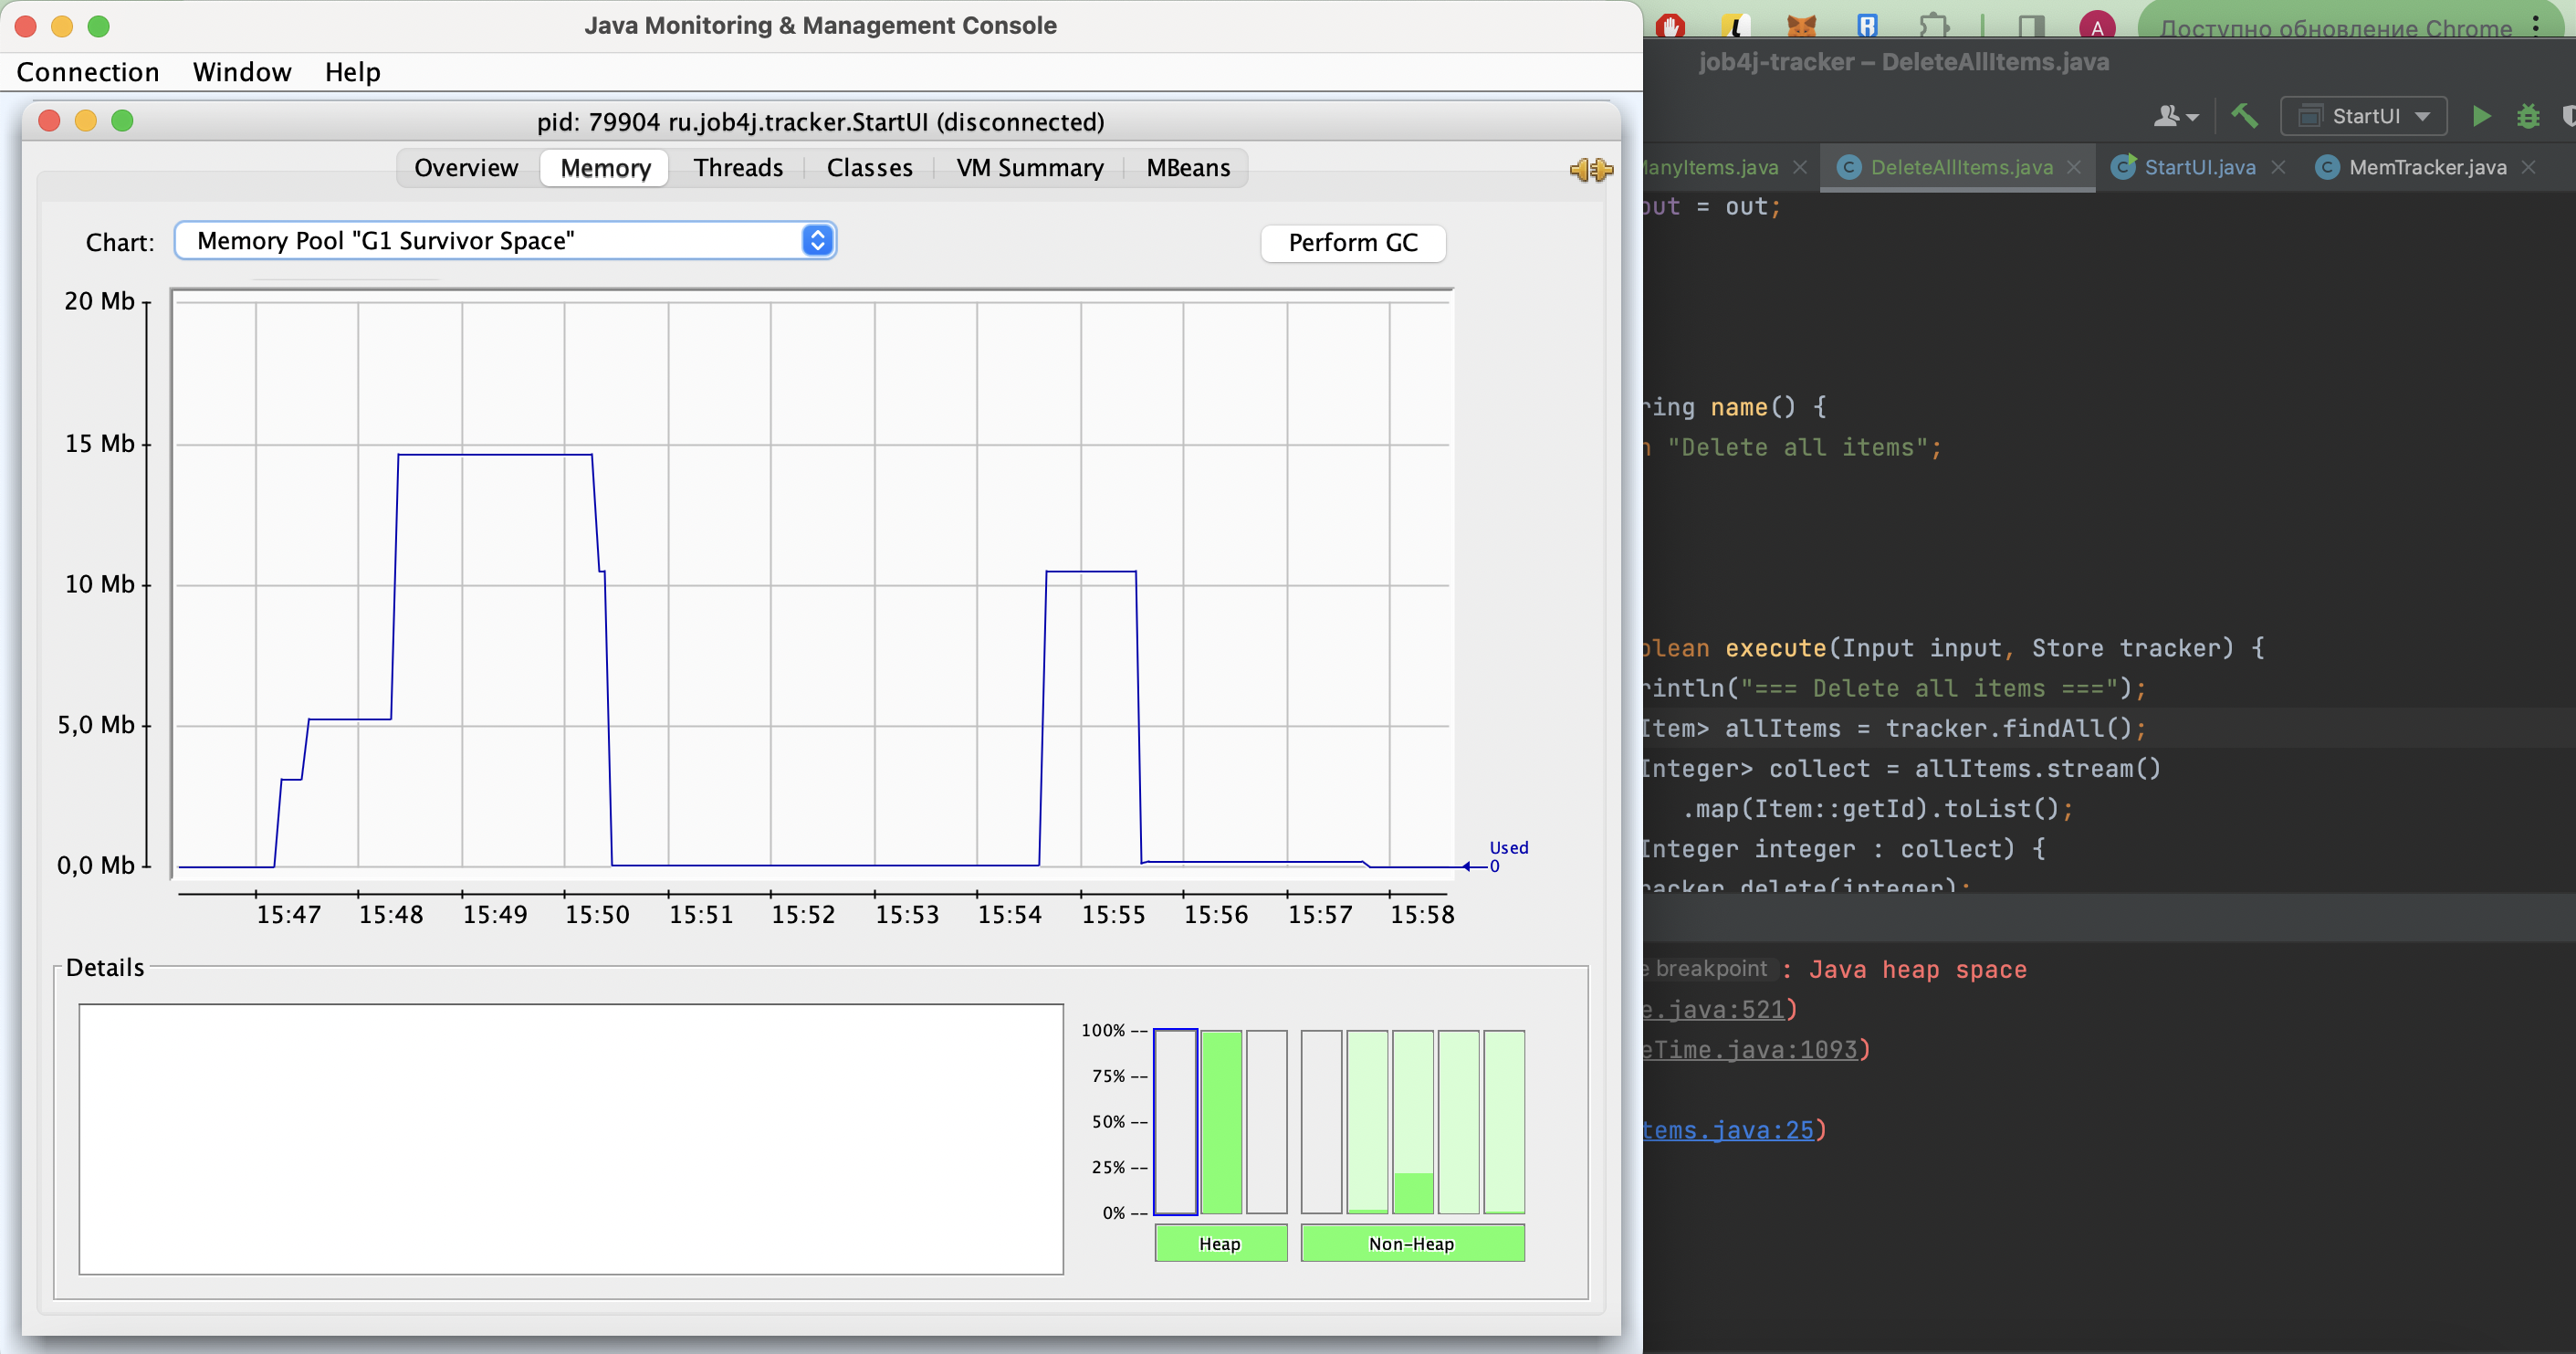 Java Monitoring & Management Console
Connection Window Help
pid: 79904 ru.job4j.tracker.StartUI (disconnected)
Overview Memory Threads Classes VM Summary MBeans
Chart: Memory Pool "G1 Survivor Space" Perform GC
20 Mb
15 Mb
10 Mb
5,0 Mb
0,0 Mb
Used
0
15:47 15:48 15:49 15:50 15:51 15:52 15:53 15:54 15:55 15:56 15:57 15:58
Details
100% --
75% --
50% --
25% --
0% --
Heap Non-Heap
A Доступно обновление Chrome
job4j-tracker – DeleteAllItems.java
StartUI
anyItems.java DeleteAllItems.java StartUI.java MemTracker.java
out = out;
ring name() {
"Delete all items";
lean execute(Input input, Store tracker) {
rintln("=== Delete all items ===");
Item> allItems = tracker.findAll();
Integer> collect = allItems.stream()
.map(Item::getId).toList();
Integer integer : collect) {
racker.delete(integer);
e breakpoint : Java heap space
e.java:521)
eTime.java:1093)
tems.java:25)